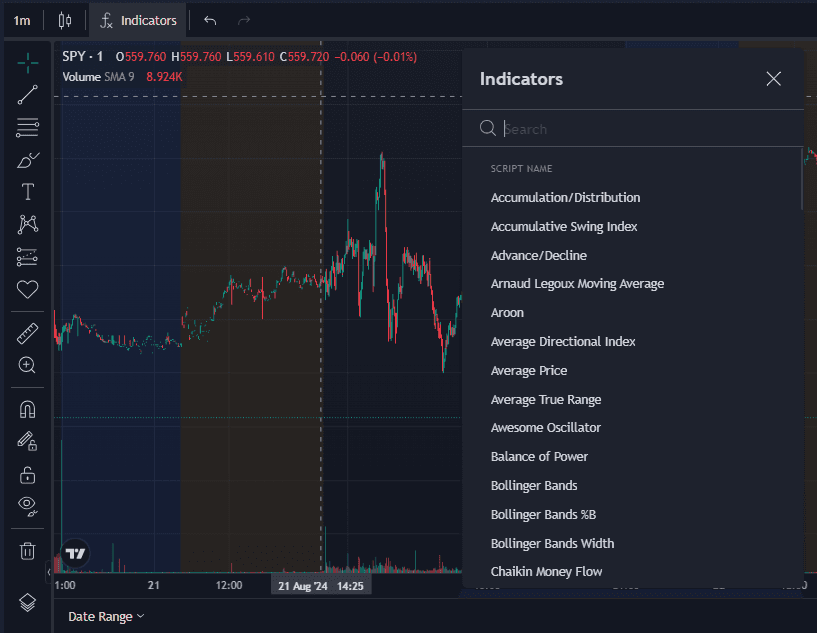 1m Indicators
SPY · 1 O559.760 H559.760 L559.610 C559.720 −0.060 (−0.01%)
Volume SMA 9 8.924K
Indicators
Search
SCRIPT NAME
Accumulation/Distribution
Accumulative Swing Index
Advance/Decline
Arnaud Legoux Moving Average
Aroon
Average Directional Index
Average Price
Average True Range
Awesome Oscillator
Balance of Power
Bollinger Bands
Bollinger Bands %B
Bollinger Bands Width
Chaikin Money Flow
1:00 21 12:00 21 Aug '24 14:25
Date Range